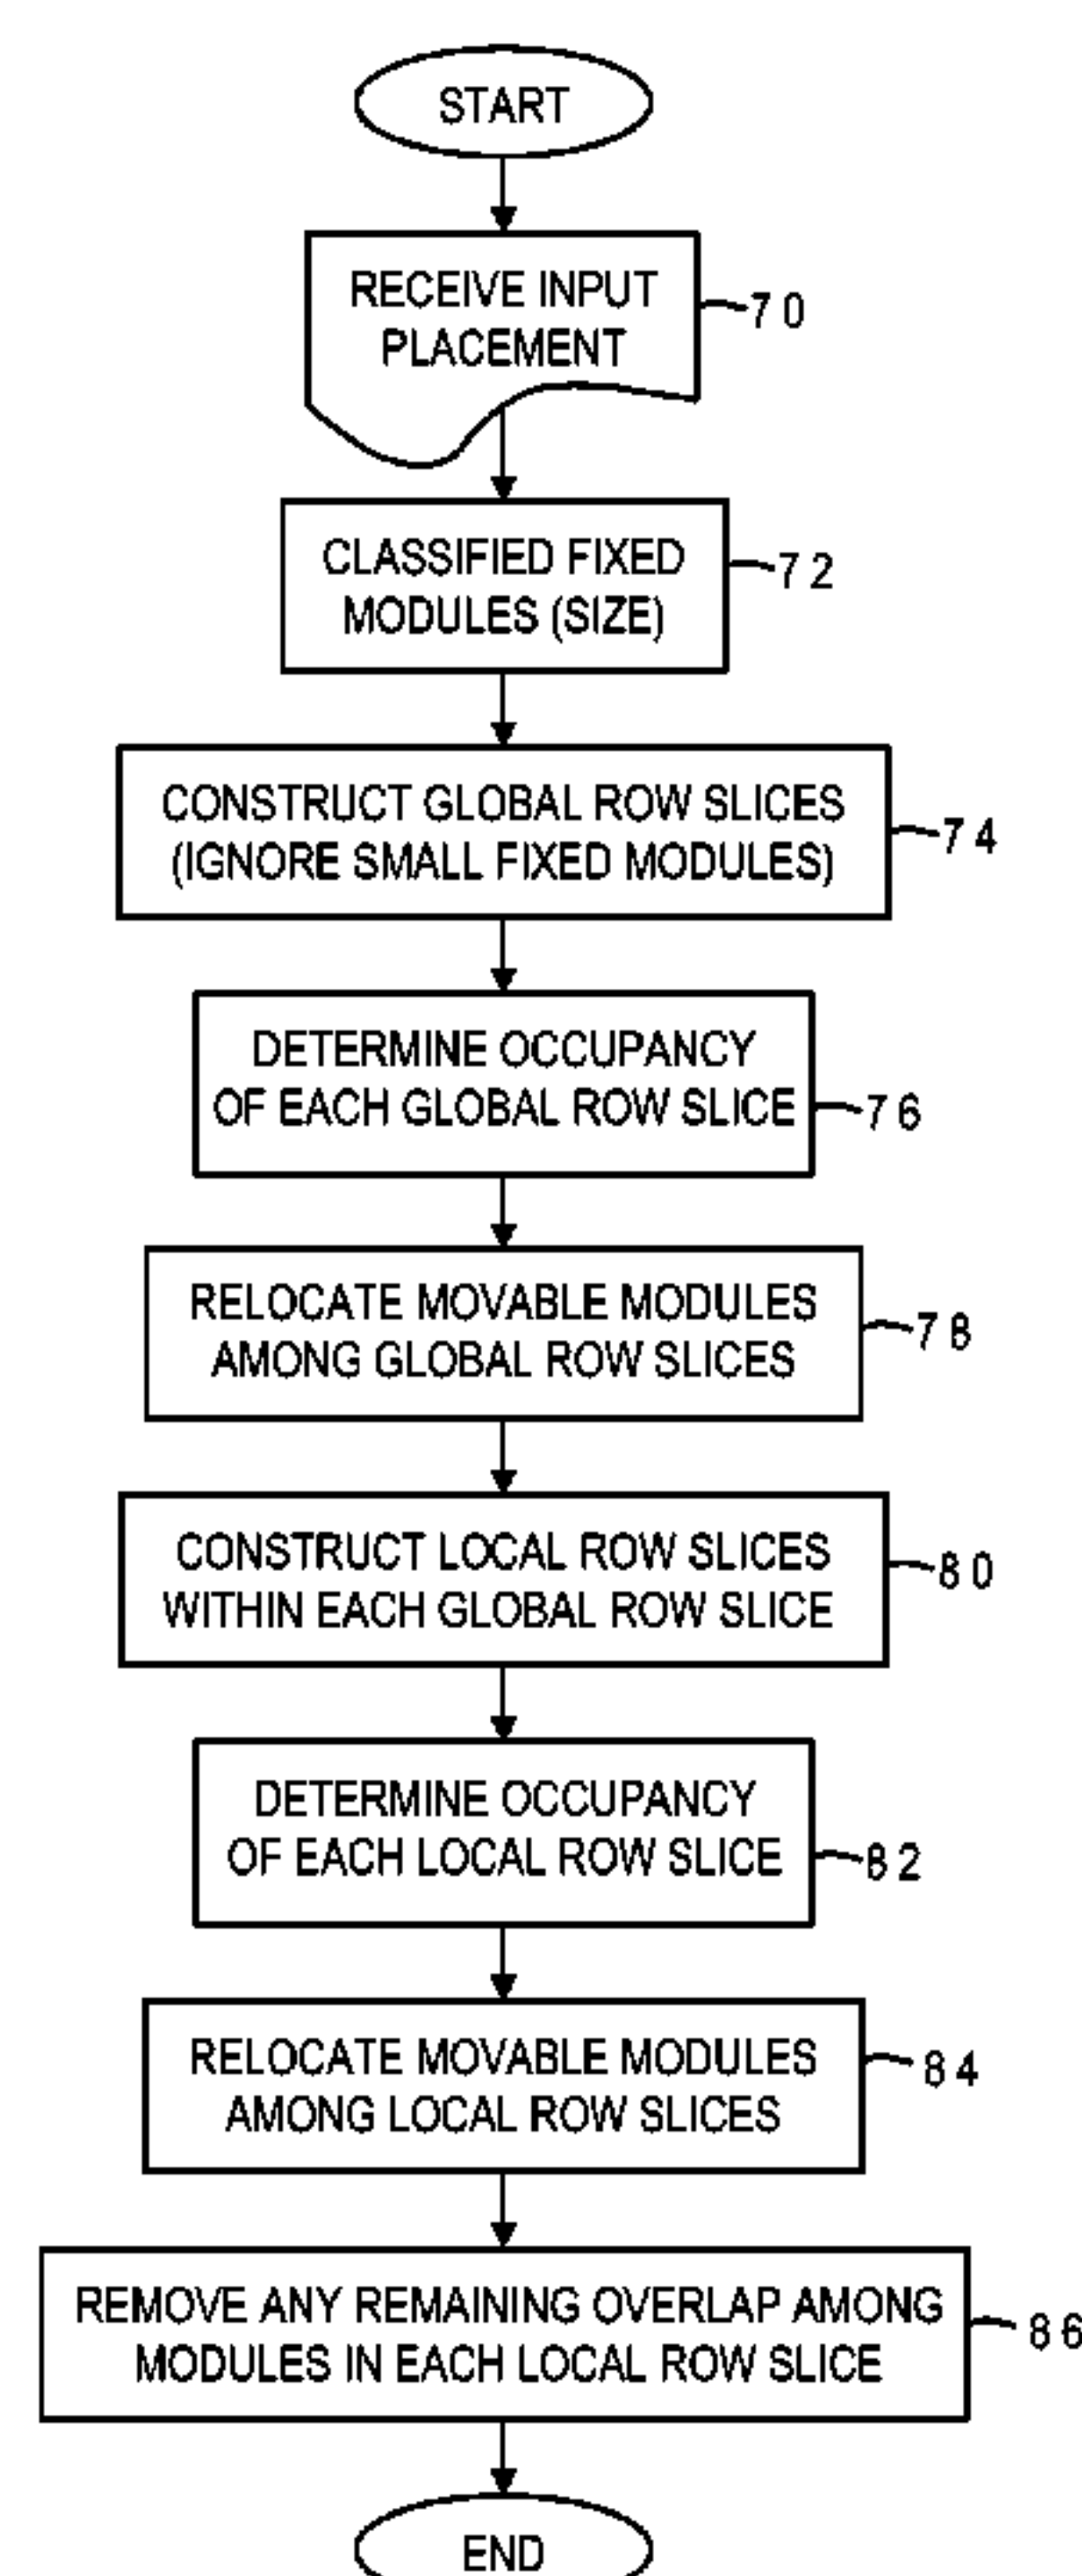 START
RECEIVE INPUT
PLACEMENT
70
CLASSIFIED FIXED
MODULES (SIZE)
72
CONSTRUCT GLOBAL ROW SLICES
(IGNORE SMALL FIXED MODULES)
74
DETERMINE OCCUPANCY
OF EACH GLOBAL ROW SLICE
76
RELOCATE MOVABLE MODULES
AMONG GLOBAL ROW SLICES
78
CONSTRUCT LOCAL ROW SLICES
WITHIN EACH GLOBAL ROW SLICE
80
DETERMINE OCCUPANCY
OF EACH LOCAL ROW SLICE
82
RELOCATE MOVABLE MODULES
AMONG LOCAL ROW SLICES
84
REMOVE ANY REMAINING OVERLAP AMONG
MODULES IN EACH LOCAL ROW SLICE
86
END